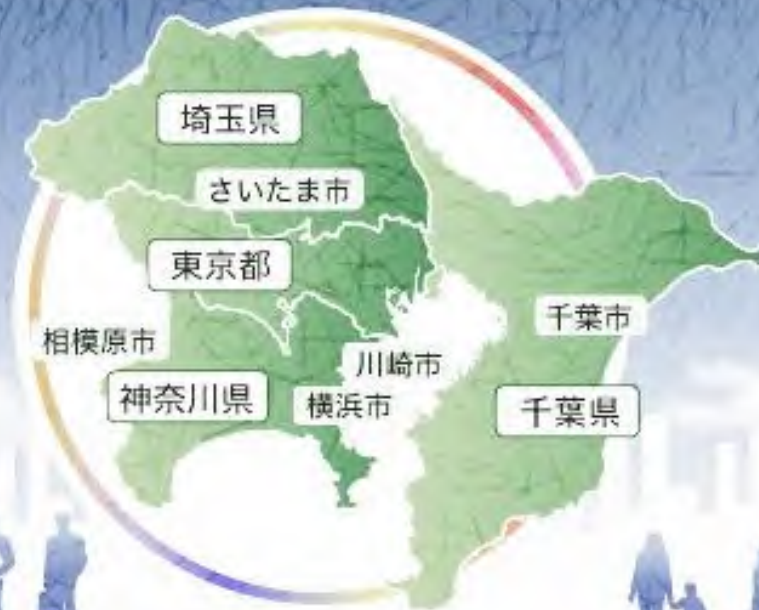 埼玉県
さいたま市
東京都
千葉市
相模原市
川崎市
神奈川県
横浜市
千葉県